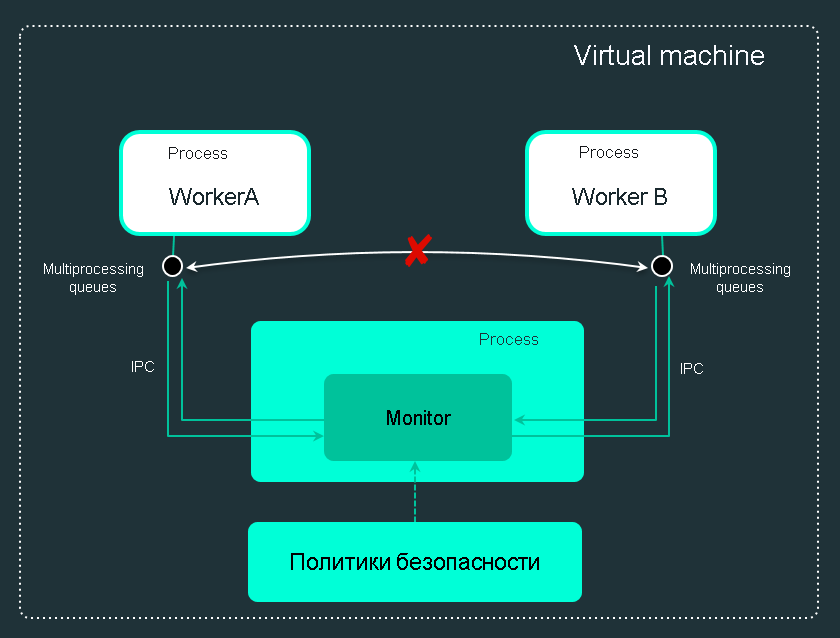 Virtual machine
Process
WorkerA
Process
Worker B
Multiprocessing
queues
Multiprocessing
queues
Process
IPC
IPC
Monitor
Политики безопасности